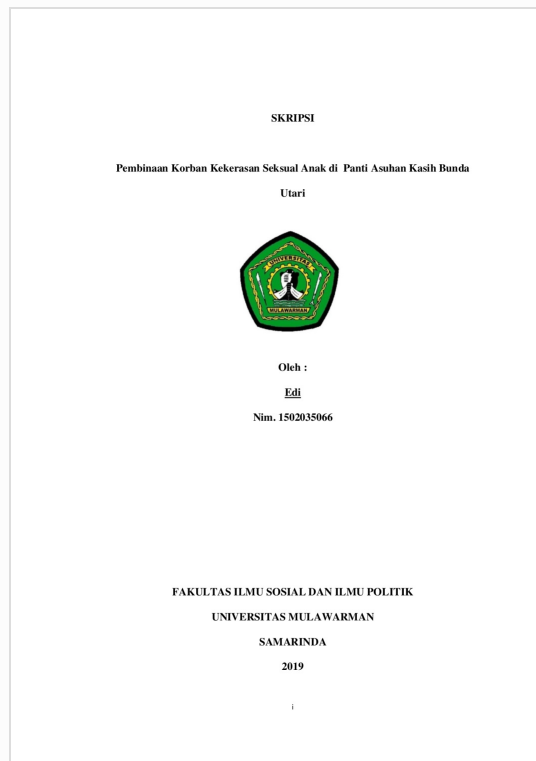 SKRIPSI
Pembinaan Korban Kekerasan Seksual Anak di Panti Asuhan Kasih Bunda
Utari
UNIVERSITAS
MULAWARMAN
Oleh :
Edi
Nim. 1502035066
FAKULTAS ILMU SOSIAL DAN ILMU POLITIK
UNIVERSITAS MULAWARMAN
SAMARINDA
2019
i